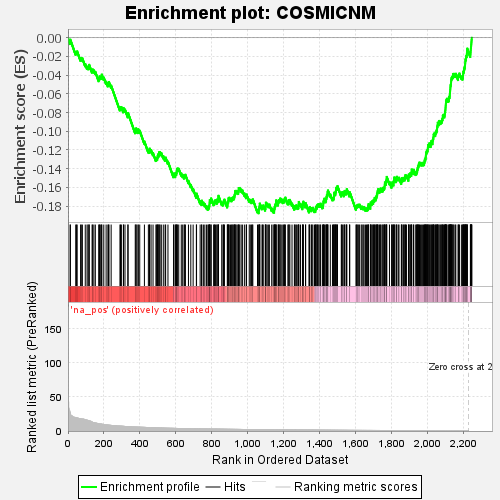 Enrichment plot: COSMICNM
Enrichment score (ES)
0.00
-0.02
-0.04
-0.06
-0.08
-0.10
-0.12
-0.14
-0.16
-0.18
'na_pos' (positively correlated)
Ranked list metric (PreRanked)
150
100
50
0
Zero cross at 2
0
200
400
600
800
1,000
1,200
1,400
1,600
1,800
2,000
2,200
Rank in Ordered Dataset
Enrichment profile
Hits
Ranking metric scores